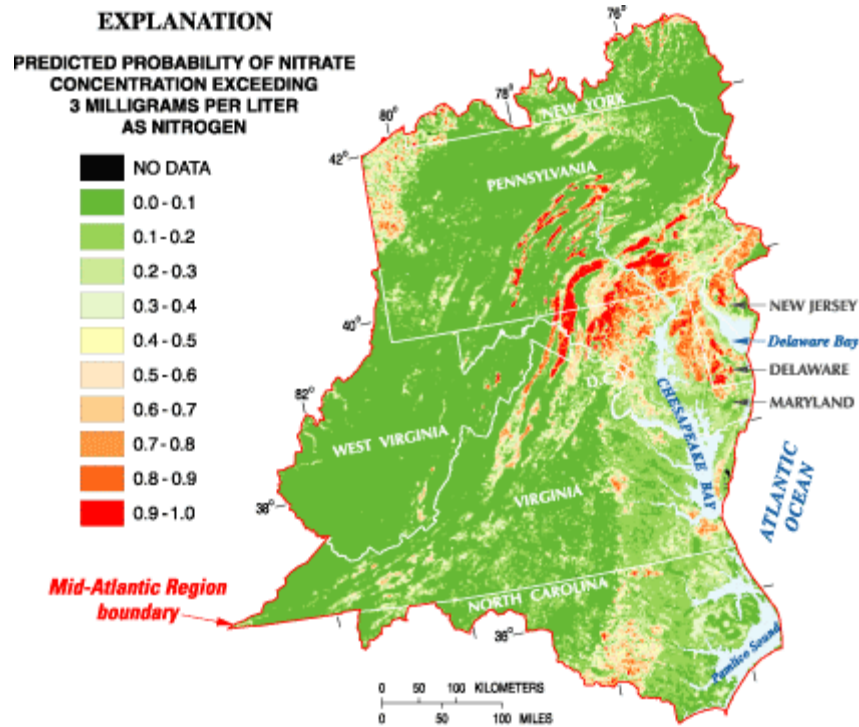 EXPLANATION
PREDICTED PROBABILITY OF NITRATE
CONCENTRATION EXCEEDING
3 MILLIGRAMS PER LITER
AS NITROGEN
NO DATA
0.0 - 0.1
0.1 - 0.2
0.2 - 0.3
0.3 - 0.4
0.4 - 0.5
0.5 - 0.6
0.6 - 0.7
0.7 - 0.8
0.8 - 0.9
0.9 - 1.0
Mid-Atlantic Region
boundary
76°
78°
80°
42°
NEW YORK
PENNSYLVANIA
40°
NEW JERSEY
Delaware Bay
DELAWARE
MARYLAND
82°
D.C.
CHESAPEAKE BAY
WEST VIRGINIA
VIRGINIA
ATLANTIC
OCEAN
38°
NORTH CAROLINA
36°
Pamlico Sound
0 50 100 KILOMETERS
0 50 100 MILES